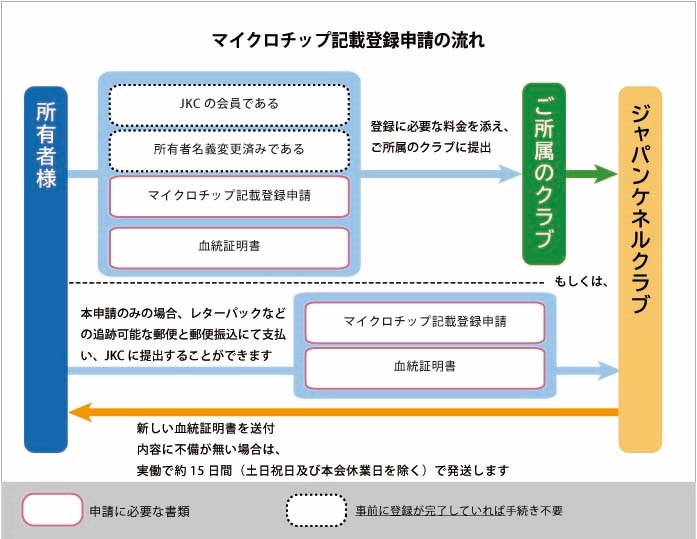 マイクロチップ記載登録申請の流れ
所有者様
JKCの会員である
所有者名義変更済みである
マイクロチップ記載登録申請
血統証明書
登録に必要な料金を添え、
ご所属のクラブに提出
ご所属のクラブ
ジャパンケネルクラブ
もしくは、
本申請のみの場合、レターパックなど
の追跡可能な郵便と郵便振込にて支払
い、JKCに提出することができます
マイクロチップ記載登録申請
血統証明書
新しい血統証明書を送付
内容に不備が無い場合は、
実働で約15日間（土日祝日及び本会休業日を除く）で発送します
申請に必要な書類
事前に登録が完了していれば手続き不要